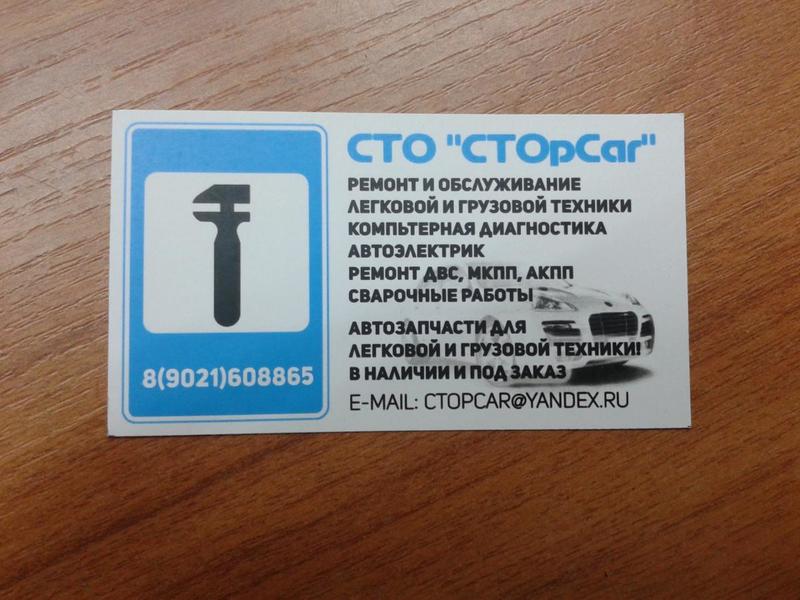 СТО "СТОрCar"
РЕМОНТ И ОБСЛУЖИВАНИЕ
ЛЕГКОВОЙ И ГРУЗОВОЙ ТЕХНИКИ
КОМПЬТЕРНАЯ ДИАГНОСТИКА
АВТОЭЛЕКТРИК
РЕМОНТ ДВС, МКПП, АКПП
СВАРОЧНЫЕ РАБОТЫ
АВТОЗАПЧАСТИ ДЛЯ
ЛЕГКОВОЙ И ГРУЗОВОЙ ТЕХНИКИ!
В НАЛИЧИИ И ПОД ЗАКАЗ
E-MAIL: CTOPCAR@YANDEX.RU
8(9021)608865